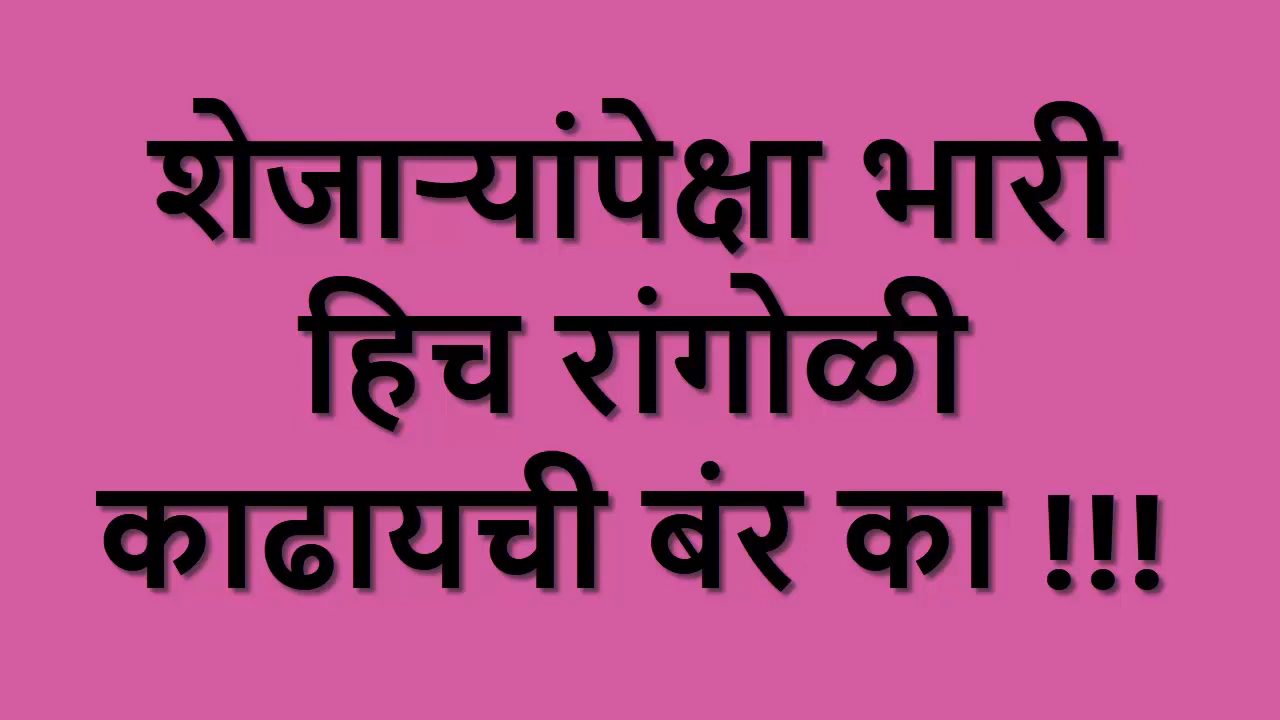 शेजाऱ्यांपेक्षा भारी
हिच रांगोळी
काढायची बंर का !!!